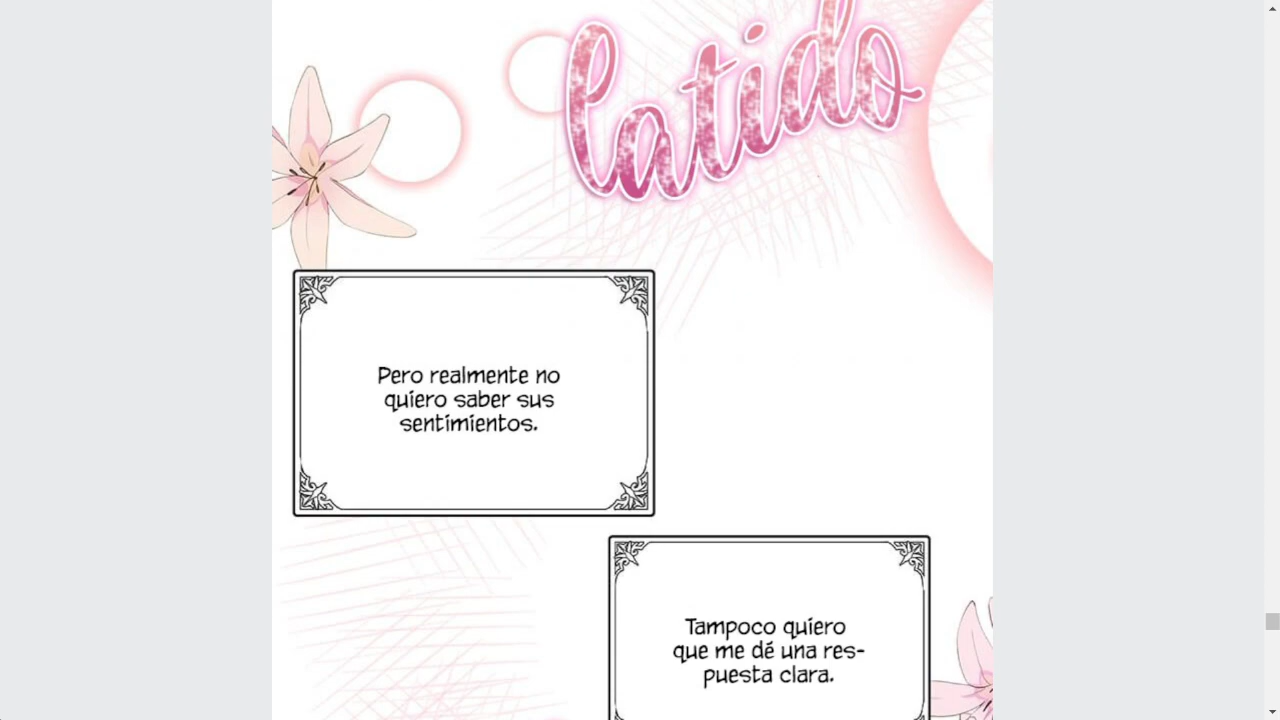 latido
Pero realmente no
quiero saber sus
sentimientos.
Tampoco quiero
que me dé una res-
puesta clara.